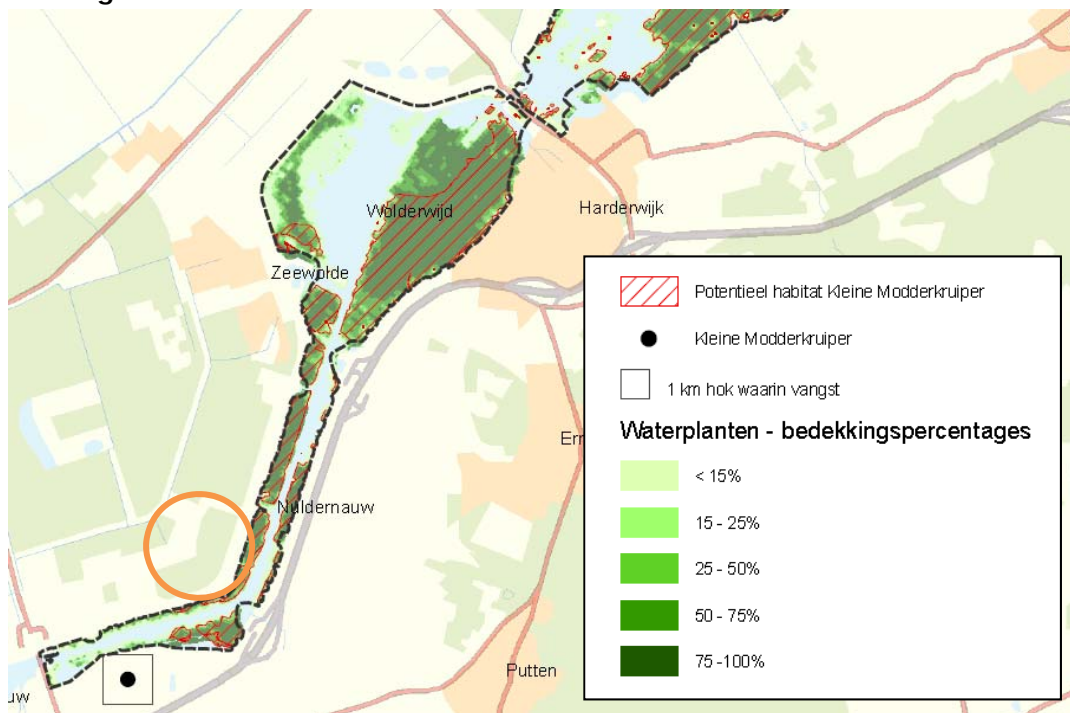 Wolderwijd
Harderwijk
Zeewolde
Nuldernauw
Putten
Potentieel habitat Kleine Modderkruiper
Kleine Modderkruiper
1 km hok waarin vangst
Waterplanten - bedekkingspercentages
< 15%
15 - 25%
25 - 50%
50 - 75%
75 -100%